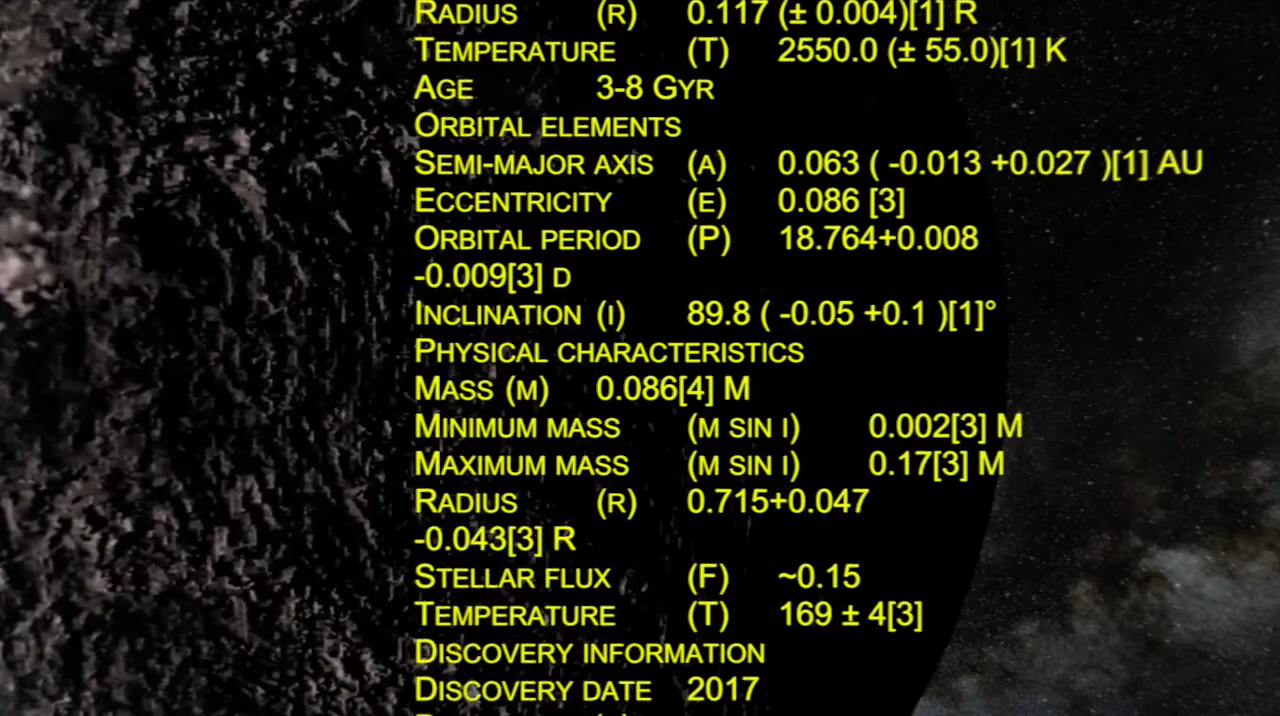 RADIUS (R) 0.117 (± 0.004)[1] R
TEMPERATURE (T) 2550.0 (± 55.0)[1] K
AGE 3-8 GYR
ORBITAL ELEMENTS
SEMI-MAJOR AXIS (A) 0.063 ( -0.013 +0.027 )[1] AU
ECCENTRICITY (E) 0.086 [3]
ORBITAL PERIOD (P) 18.764+0.008
-0.009[3] D
INCLINATION (I) 89.8 ( -0.05 +0.1 )[1]°
PHYSICAL CHARACTERISTICS
MASS (M) 0.086[4] M
MINIMUM MASS (M SIN I) 0.002[3] M
MAXIMUM MASS (M SIN I) 0.17[3] M
RADIUS (R) 0.715+0.047
-0.043[3] R
STELLAR FLUX (F) ~0.15
TEMPERATURE (T) 169 ± 4[3]
DISCOVERY INFORMATION
DISCOVERY DATE 2017